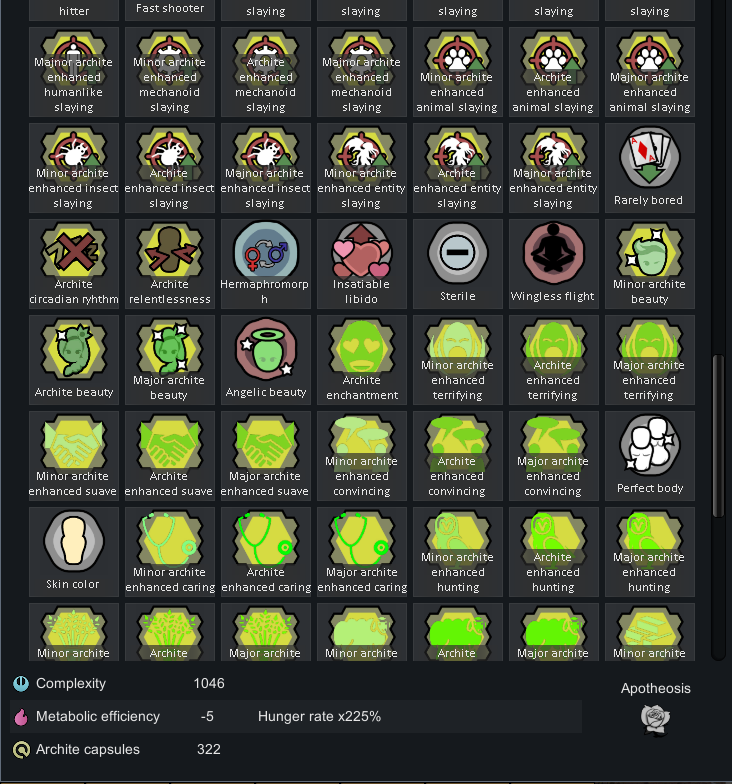 hitter
Fast shooter
slaying
slaying
slaying
slaying
slaying
Majnor archite
enhanced
humanlike
slaying
Minor archite
enhanced
mechanoid
slaying
Archite
enhanced
mechanoid
slaying
Majnor archite
enhanced
mechanoid
slaying
Minor archite
enhanced
animal slaying
Archite
enhanced
animal slaying
Majnor archite
enhanced
animal slaying
Minor archite
enhanced insect
slaying
Archite
enhanced insect
slaying
Majnor archite
enhanced insect
slaying
Minor archite
enhanced entity
slaying
Archite
enhanced entity
slaying
Majnor archite
enhanced entity
slaying
Rarely bored
Archite
circadian ryhthm
Archite
relentlessness
Hermaphromorp
h
Insatiable
libido
Sterile
Wingless flight
Minor archite
beauty
Archite beauty
Major archite
beauty
Angelic beauty
Archite
enchantment
Minor archite
enhanced
terrifying
Archite
enhanced
terrifying
Major archite
enhanced
terrifying
Minor archite
enhanced suave
Archite
enhanced suave
Major archite
enhanced suave
Minor archite
enhanced
convincing
Archite
enhanced
convincing
Major archite
enhanced
convincing
Perfect body
Skin color
Minor archite
enhanced caring
Archite
enhanced caring
Major archite
enhanced caring
Minor archite
enhanced
hunting
Archite
enhanced
hunting
Major archite
enhanced
hunting
Minor archite
Archite
Major archite
Minor archite
Archite
Major archite
Minor archite
Complexity 1046
Metabolic efficiency -5 Hunger rate x225%
Archite capsules 322
Apotheosis